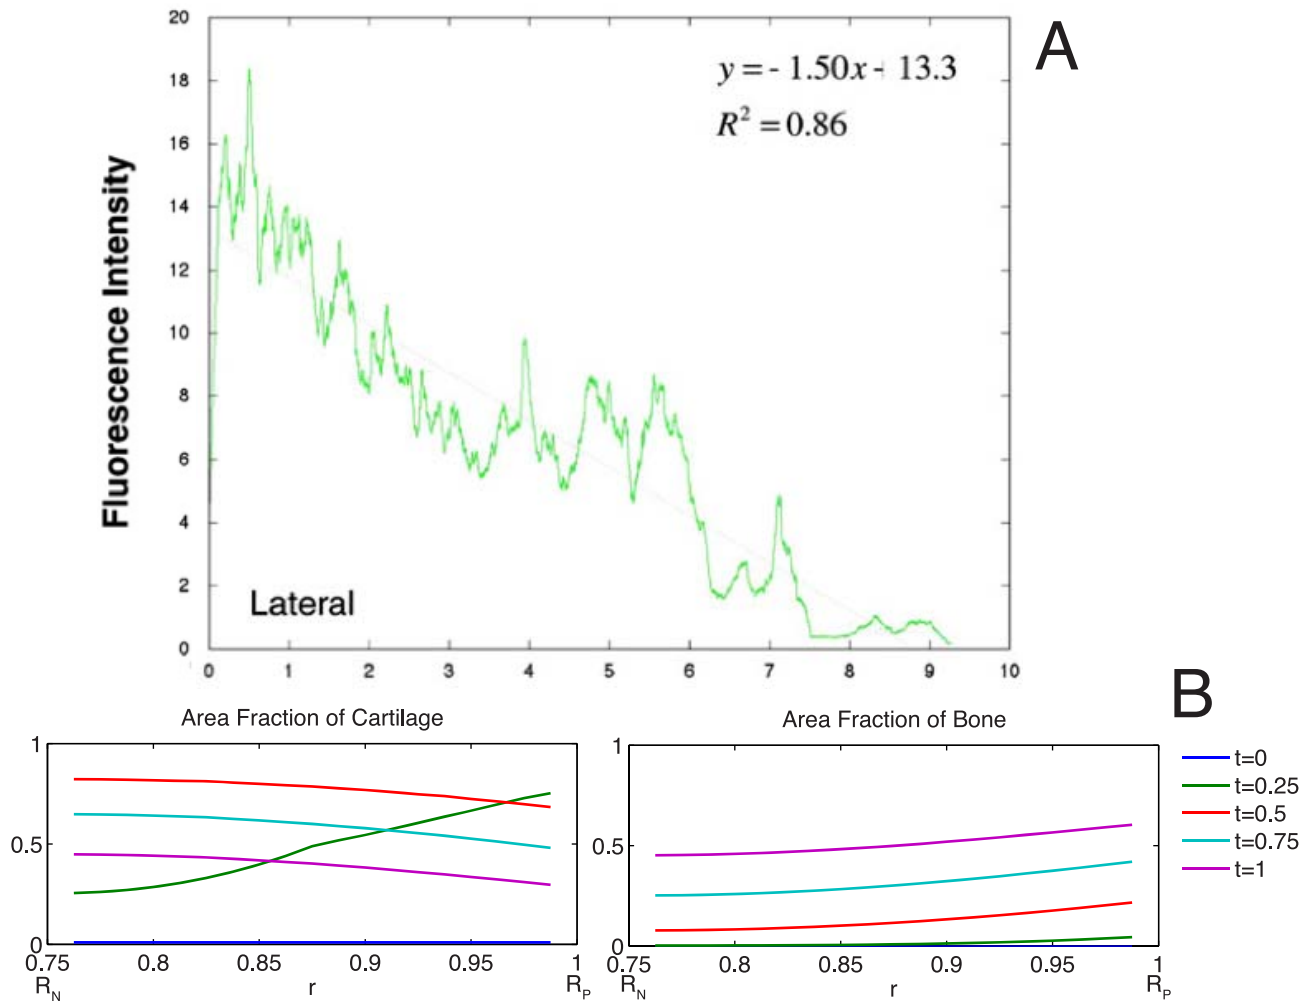 A
y = - 1.50x + 13.3
R² = 0.86
Fluorescence Intensity
20
18
16
14
12
10
8
6
4
2
0
Lateral
0 1 2 3 4 5 6 7 8 9 10
B
Area Fraction of Cartilage
1
0.5
0
0.75 0.8 0.85 0.9 0.95 1
R_N r R_P
Area Fraction of Bone
1
0.5
0
0.75 0.8 0.85 0.9 0.95 1
R_N r R_P
t=0
t=0.25
t=0.5
t=0.75
t=1